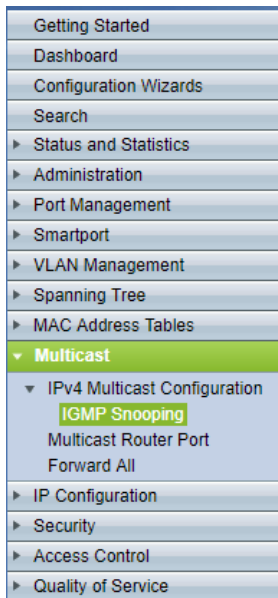 Getting Started
Dashboard
Configuration Wizards
Search
Status and Statistics
Administration
Port Management
Smartport
VLAN Management
Spanning Tree
MAC Address Tables
Multicast
IPv4 Multicast Configuration
IGMP Snooping
Multicast Router Port
Forward All
IP Configuration
Security
Access Control
Quality of Service